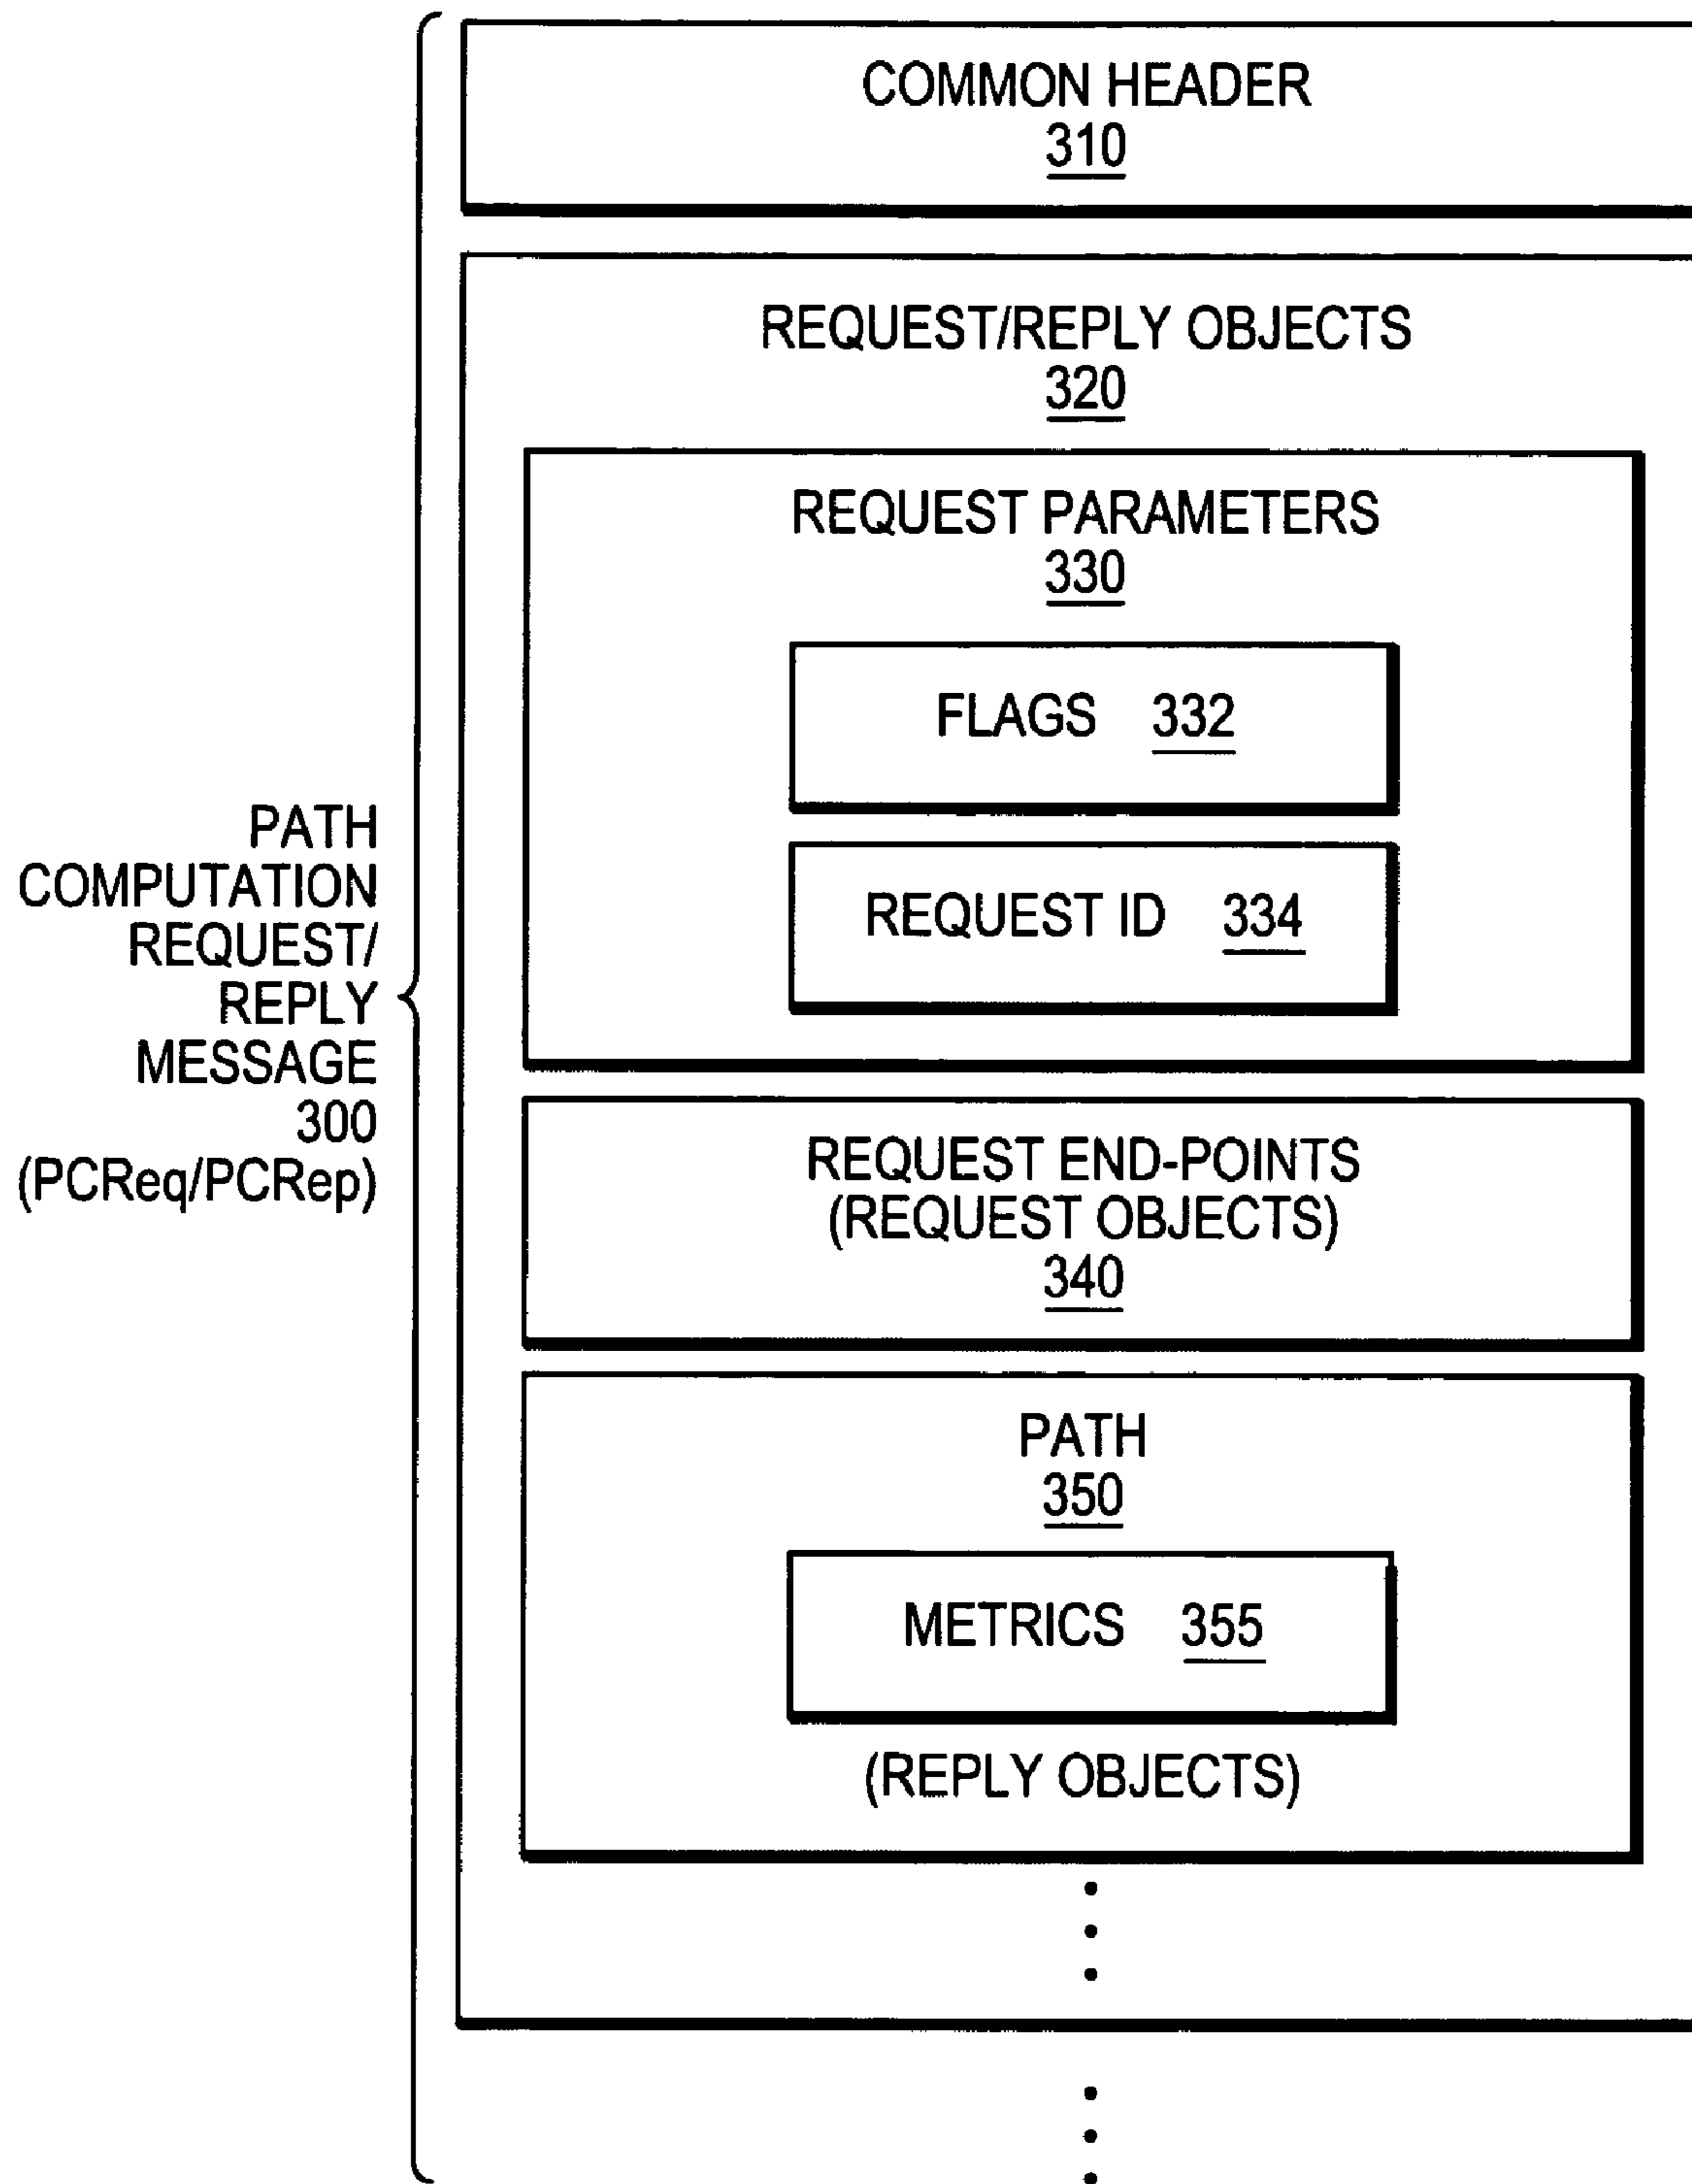 COMMON HEADER
310
REQUEST/REPLY OBJECTS
320
REQUEST PARAMETERS
330
FLAGS 332
REQUEST ID 334
PATH
COMPUTATION
REQUEST/
REPLY
MESSAGE
300
(PCReq/PCRep)
REQUEST END-POINTS
(REQUEST OBJECTS)
340
PATH
350
METRICS 355
(REPLY OBJECTS)